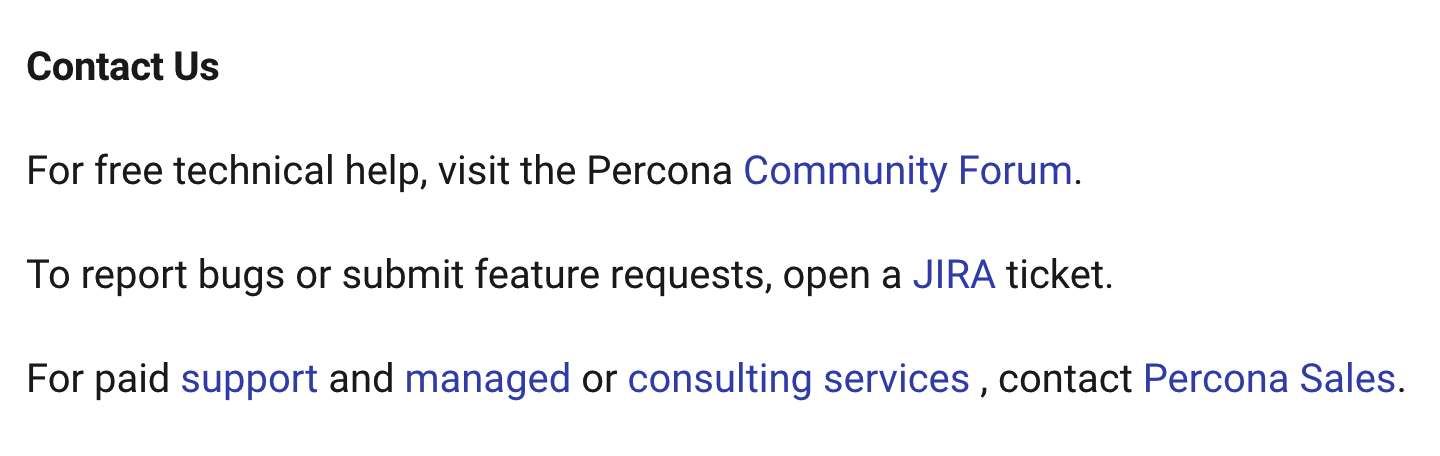 Contact Us
For free technical help, visit the Percona Community Forum.
To report bugs or submit feature requests, open a JIRA ticket.
For paid support and managed or consulting services , contact Percona Sales.